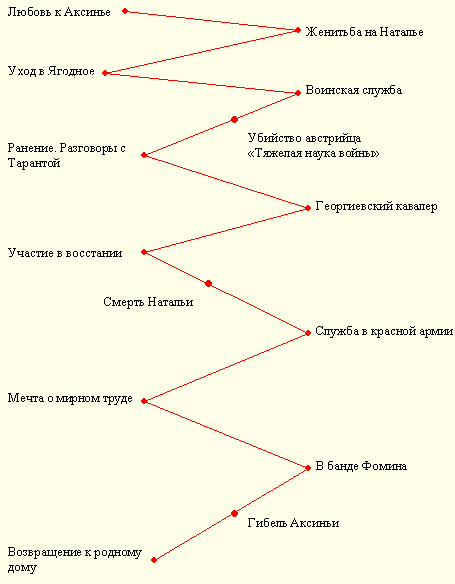 Любовь к Аксинье
Женитьба на Наталье
Уход в Ягодное
Воинская служба
Убийство австрийца
«Тяжелая наука войны»
Ранение. Разговоры с
Тарантой
Георгиевский кавалер
Участие в восстании
Смерть Натальи
Служба в красной армии
Мечта о мирном труде
В банде Фомина
Гибель Аксиньи
Возвращение к родному
дому